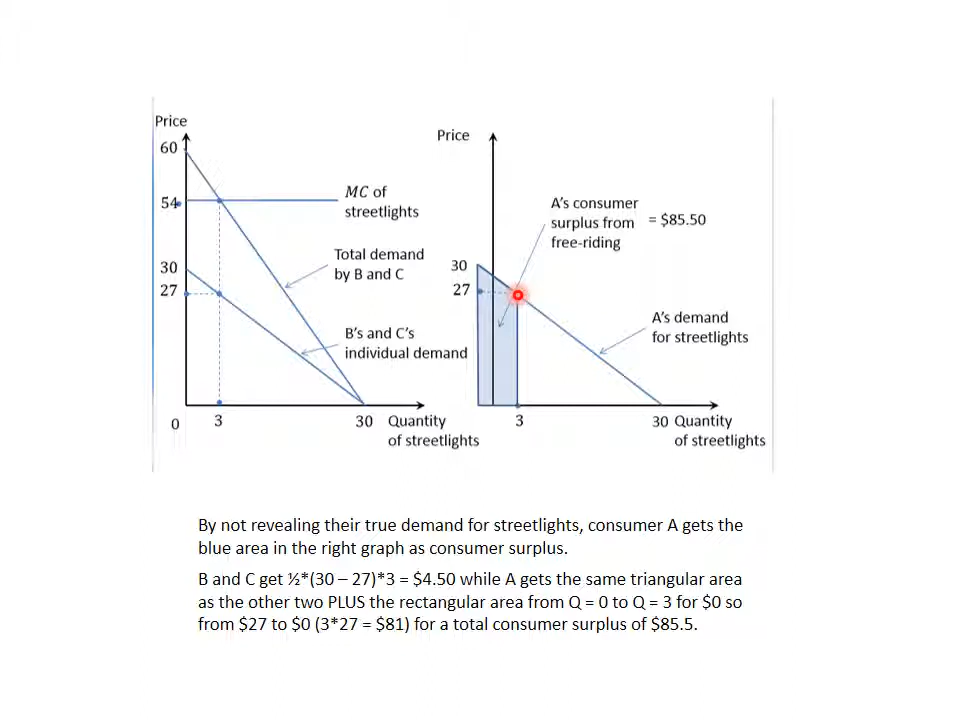 Price
60
54
30
27
0
3
30
Quantity
of streetlights
MC of
streetlights
Total demand
by B and C
B's and C's
individual demand
Price
30
27
3
30 Quantity
of streetlights
A's consumer
surplus from
free-riding
= $85.50
A's demand
for streetlights
By not revealing their true demand for streetlights, consumer A gets the
blue area in the right graph as consumer surplus.
B and C get ½*(30 – 27)*3 = $4.50 while A gets the same triangular area
as the other two PLUS the rectangular area from Q = 0 to Q = 3 for $0 so
from $27 to $0 (3*27 = $81) for a total consumer surplus of $85.5.